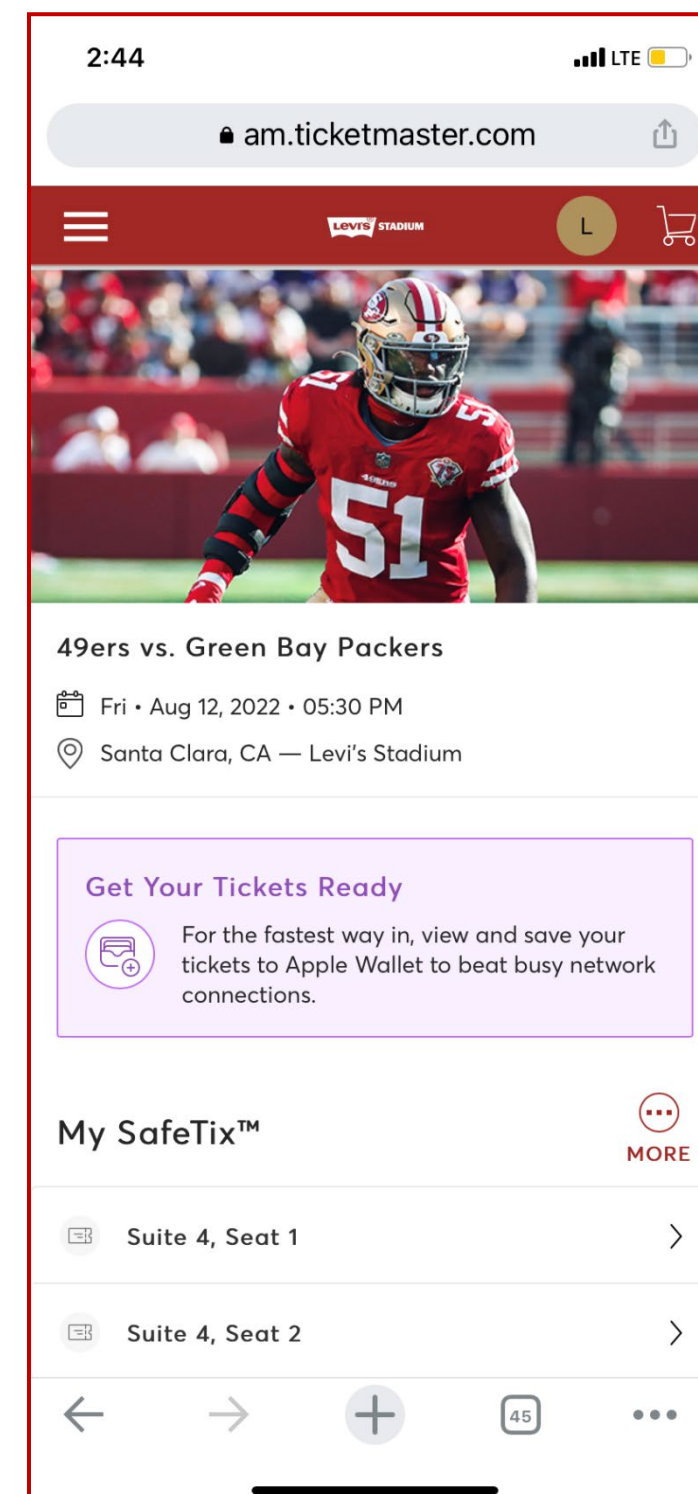 2:44
LTE
am.ticketmaster.com
LEVI'S STADIUM
L
51
49ERS
51
49ers vs. Green Bay Packers
Fri • Aug 12, 2022 • 05:30 PM
Santa Clara, CA — Levi's Stadium
Get Your Tickets Ready
For the fastest way in, view and save your
tickets to Apple Wallet to beat busy network
connections.
My SafeTix™
MORE
Suite 4, Seat 1
Suite 4, Seat 2
45